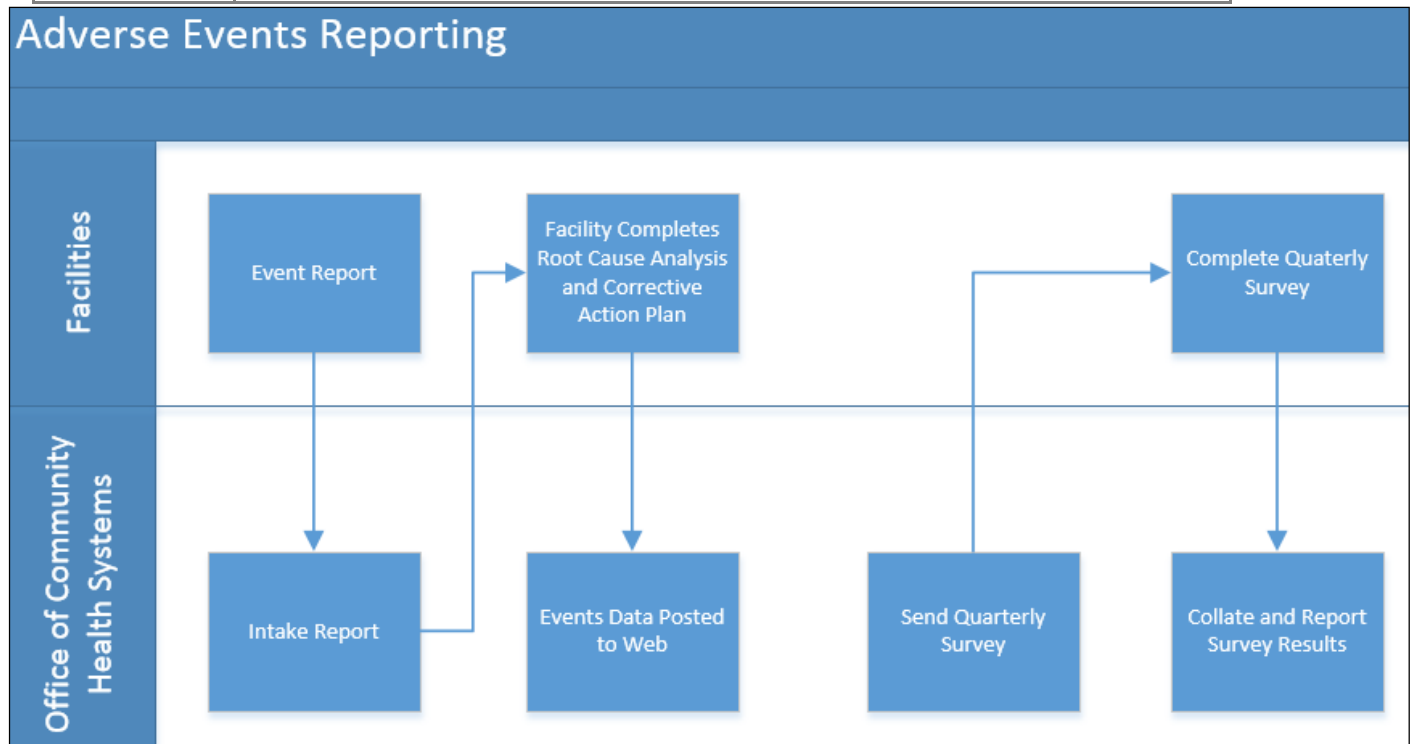 Adverse Events Reporting
Facilities
Event Report
Facility Completes
Root Cause Analysis
and Corrective
Action Plan
Complete Quaterly
Survey
Office of Community
Health Systems
Intake Report
Events Data Posted
to Web
Send Quarterly
Survey
Collate and Report
Survey Results